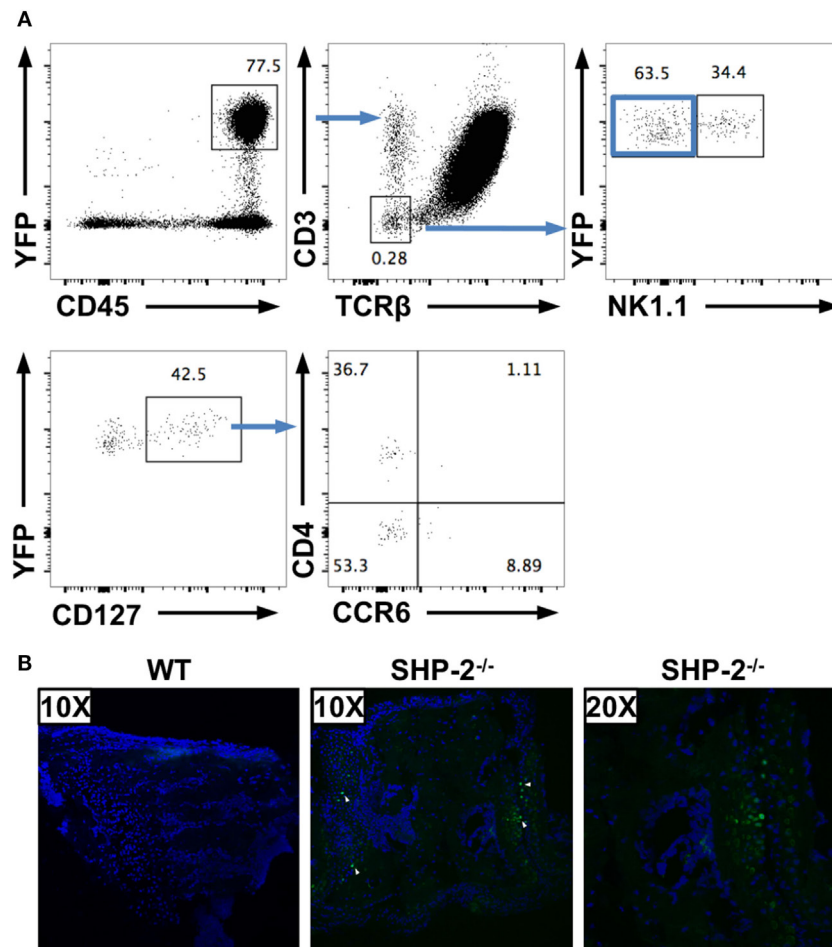 A
77.5
YFP
CD45
CD3
0.28
TCRβ
63.5 34.4
YFP
NK1.1
42.5
YFP
CD127
36.7 1.11
CD4
53.3 8.89
CCR6
B
WT SHP-2-/- SHP-2-/-
10X 10X 20X